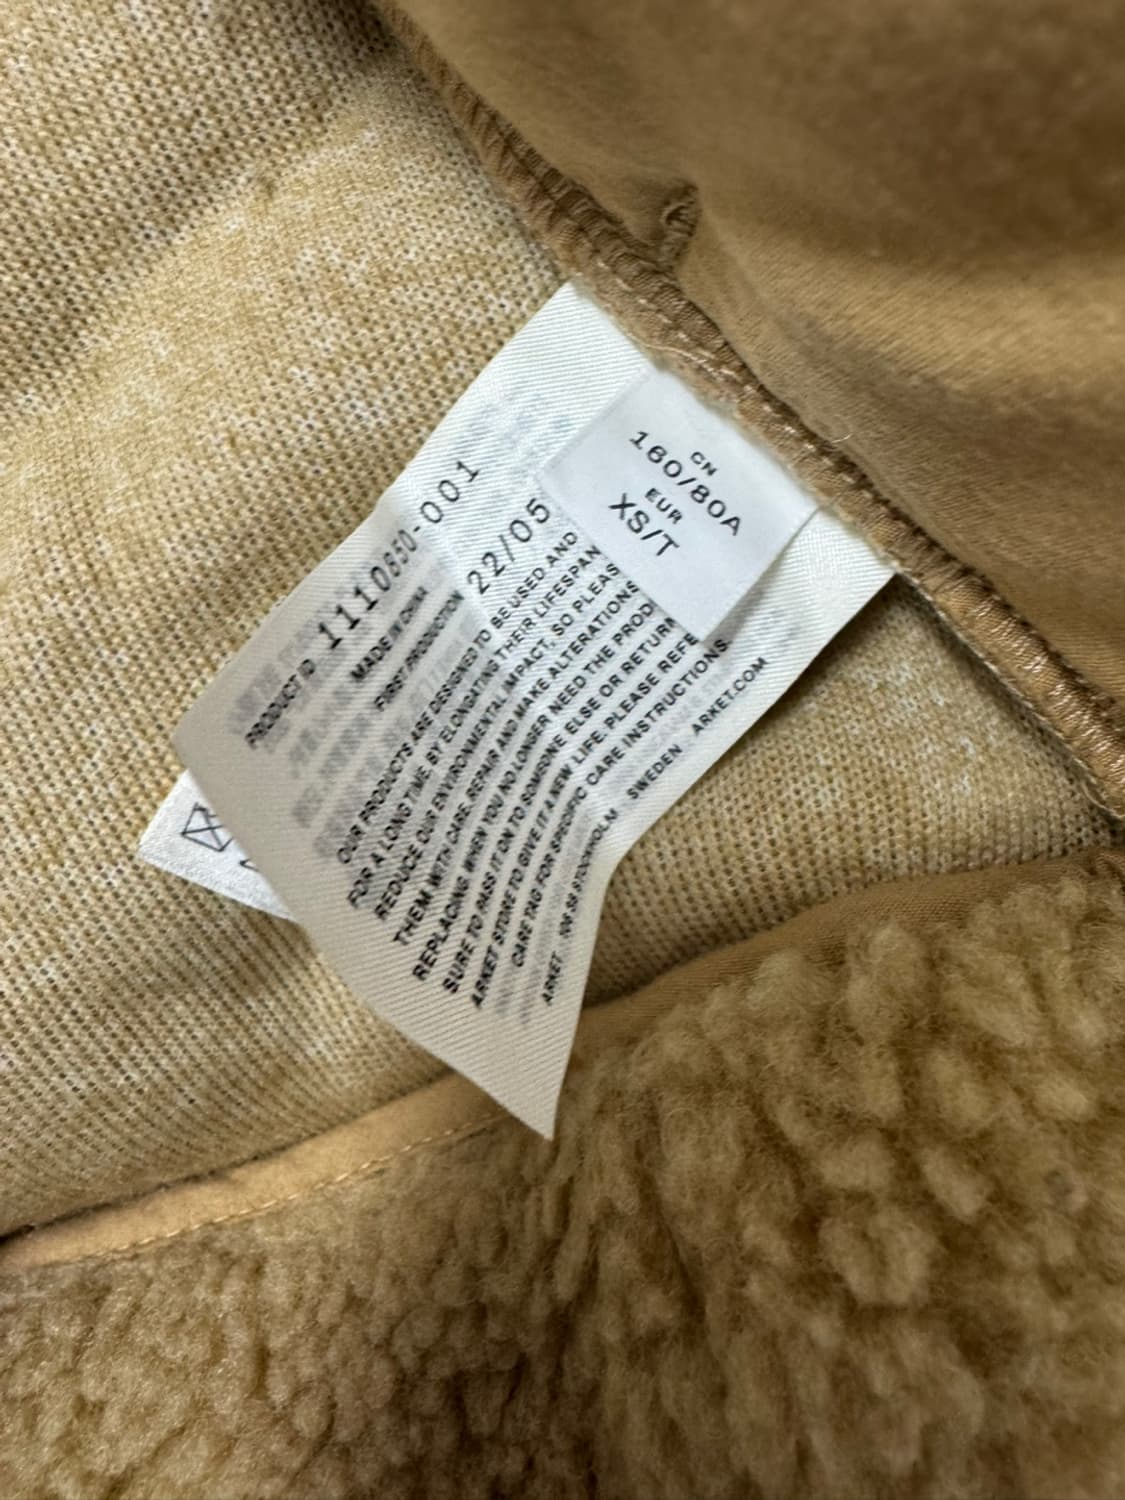 CN
160/80A
EUR
XS/T
PRODUCT ID 1110650-001
MADE IN CHINA
FIRST PRODUCTION 22/05
OUR PRODUCTS ARE DESIGNED TO BE USED AND
FOR A LONG TIME. BY ELONGATING THEIR LIFESPAN
REDUCE OUR ENVIRONMENTAL IMPACT, SO PLEAS
THEM WITH CARE. REPAIR AND MAKE ALTERATIONS
REPLACING. WHEN YOU NO LONGER NEED THE PROD
SURE TO PASS IT ON TO SOMEONE ELSE OR RETURN
ARKET STORE TO GIVE IT A NEW LIFE. PLEASE REFE
CARE TAG FOR SPECIFIC CARE INSTRUCTIONS.
ARKET 106 38 STOCKHOLM SWEDEN ARKET.COM